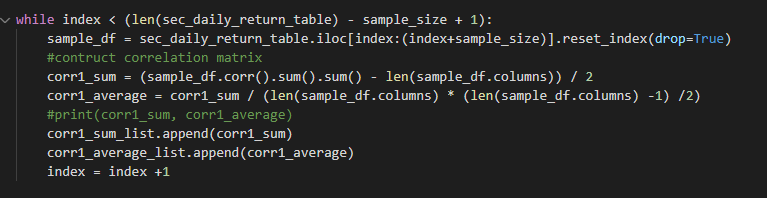 while index < (len(sec_daily_return_table) - sample_size + 1):
    sample_df = sec_daily_return_table.iloc[index:(index+sample_size)].reset_index(drop=True)
    #contruct correlation matrix
    corr1_sum = (sample_df.corr().sum().sum() - len(sample_df.columns)) / 2
    corr1_average = corr1_sum / (len(sample_df.columns) * (len(sample_df.columns) -1) /2)
    #print(corr1_sum, corr1_average)
    corr1_sum_list.append(corr1_sum)
    corr1_average_list.append(corr1_average)
    index = index +1